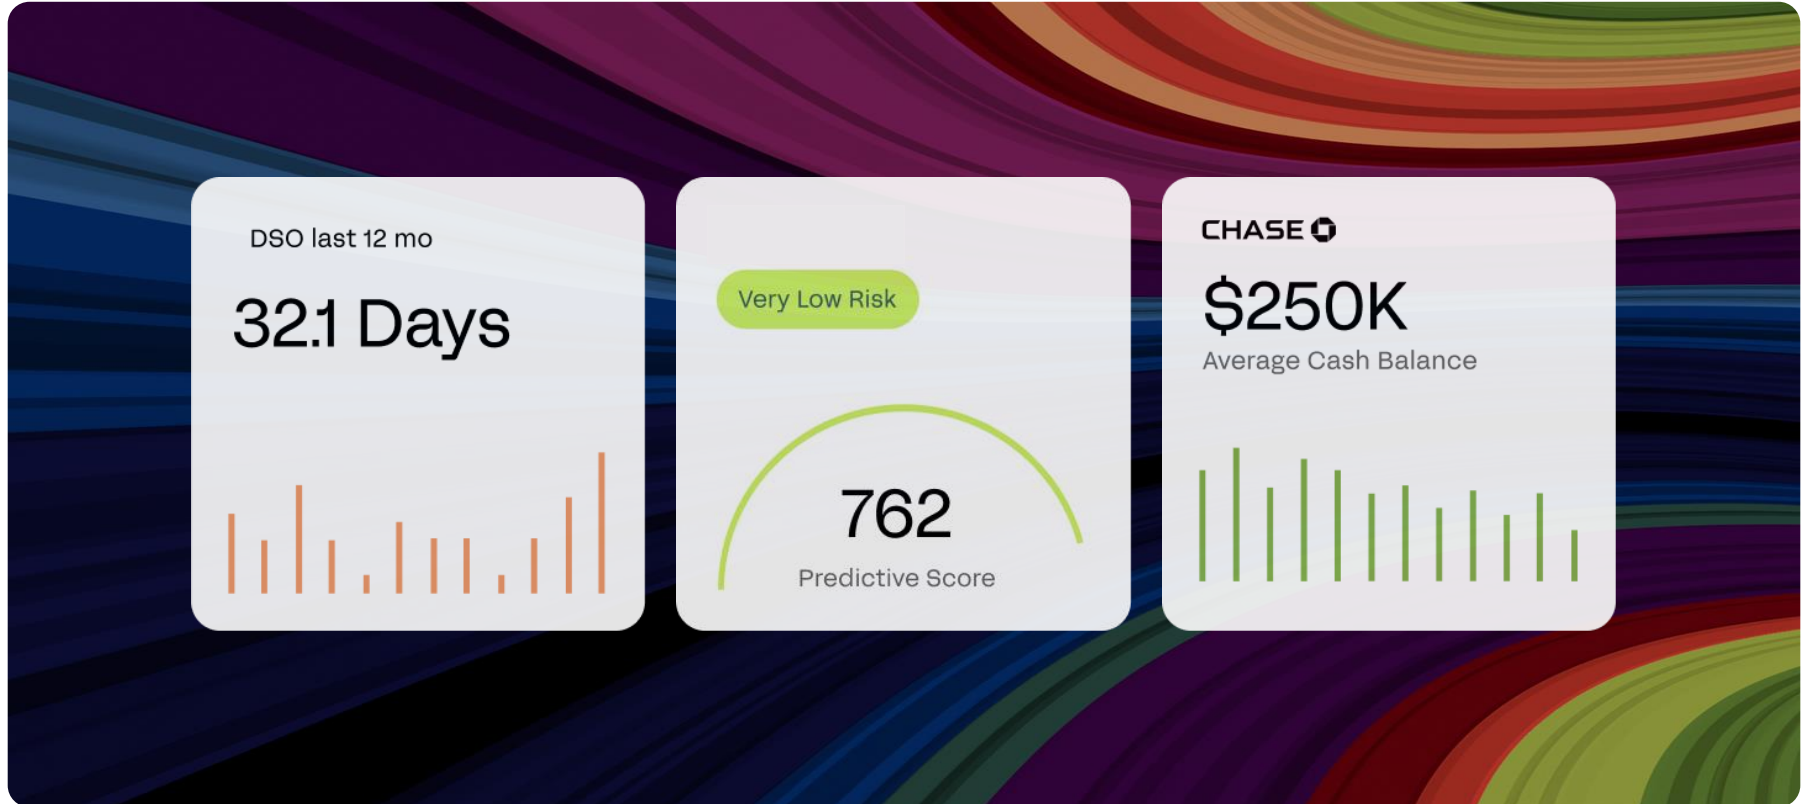 DSO last 12 mo
32.1 Days
Very Low Risk
762
Predictive Score
CHASE
$250K
Average Cash Balance